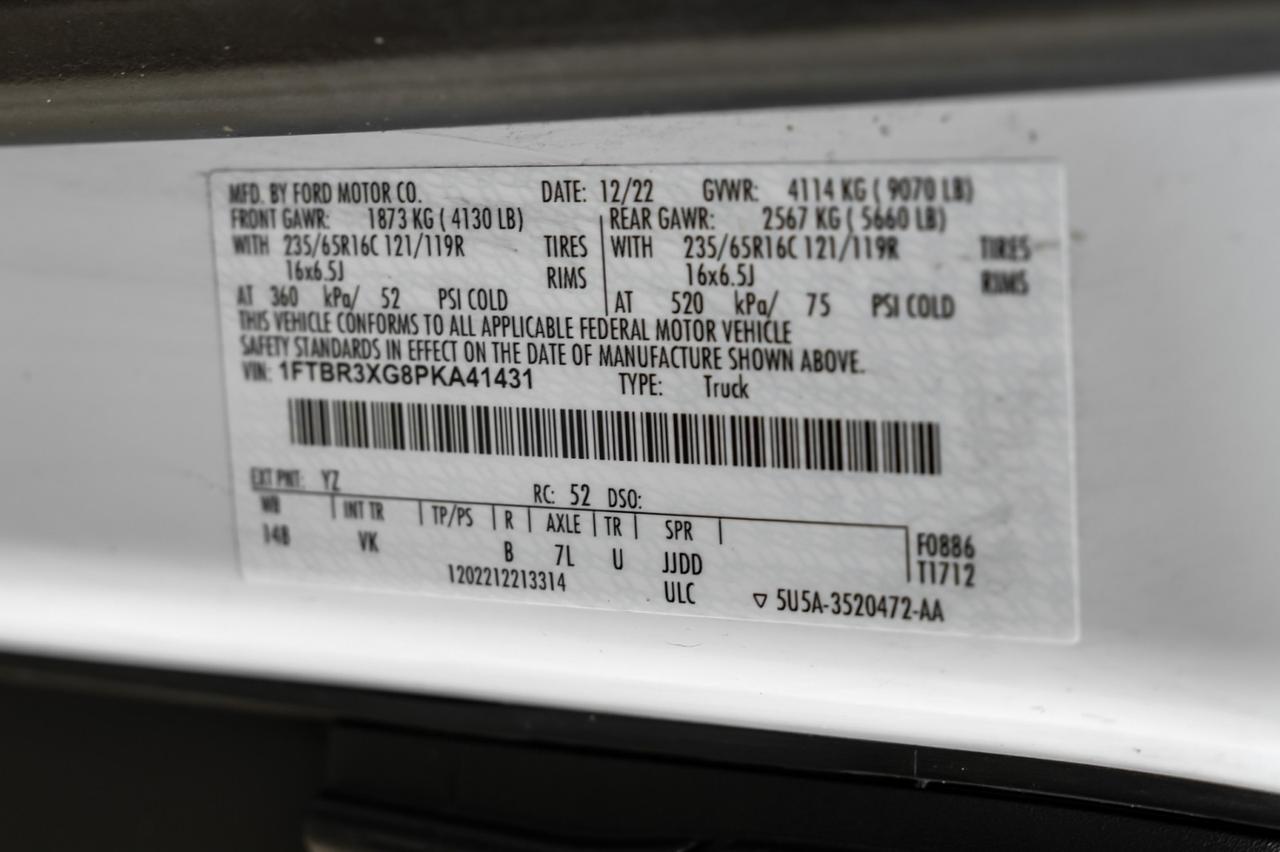 MFD. BY FORD MOTOR CO. DATE: 12/22 GVWR: 4114 KG ( 9070 LB)
FRONT GAWR: 1873 KG ( 4130 LB) REAR GAWR: 2567 KG ( 5660 LB)
WITH 235/65R16C 121/119R TIRES WITH 235/65R16C 121/119R TIRES
16x6.5J RIMS 16x6.5J RIMS
AT 360 kPa/ 52 PSI COLD AT 520 kPa/ 75 PSI COLD
THIS VEHICLE CONFORMS TO ALL APPLICABLE FEDERAL MOTOR VEHICLE
SAFETY STANDARDS IN EFFECT ON THE DATE OF MANUFACTURE SHOWN ABOVE.
VIN: 1FTBR3XG8PKA41431 TYPE: Truck
EXT PNT: YZ RC: 52 DSO:
WB INT TR TP/PS R AXLE TR SPR F0886
148 VK B 7L U JJDD T1712
1202212213314 ULC ▽ 5U5A-3520472-AA